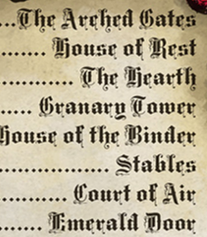 ...The Arched Gates
........ House of Rest
............. The Hearth
...... Granary Tower
House of the Binder
................. Stables
.......... Court of Air
........ Emerald Door